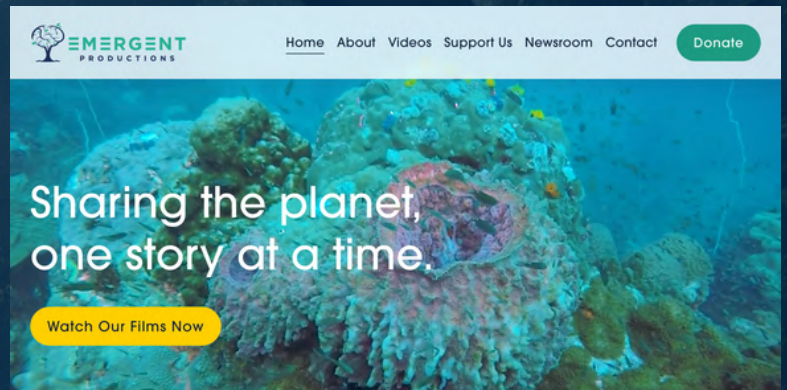 EMERGENT
PRODUCTIONS
Home About Videos Support Us Newsroom Contact Donate
Sharing the planet,
one story at a time.
Watch Our Films Now